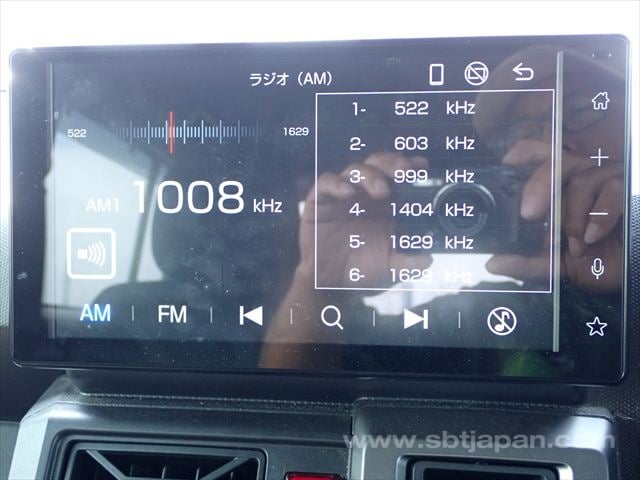 ラジオ (AM)
522 1629
AM1 1008 kHz
1- 522 kHz
2- 603 kHz
3- 999 kHz
4- 1404 kHz
5- 1629 kHz
6- 1629 kHz
AM FM
www.sbtjapan.com